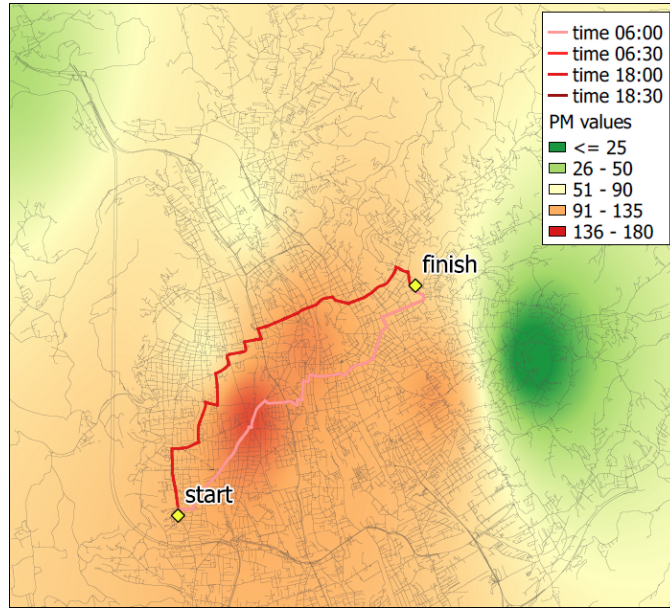 time 06:00
time 06:30
time 18:00
time 18:30
PM values
<= 25
26 - 50
51 - 90
91 - 135
136 - 180
finish
start